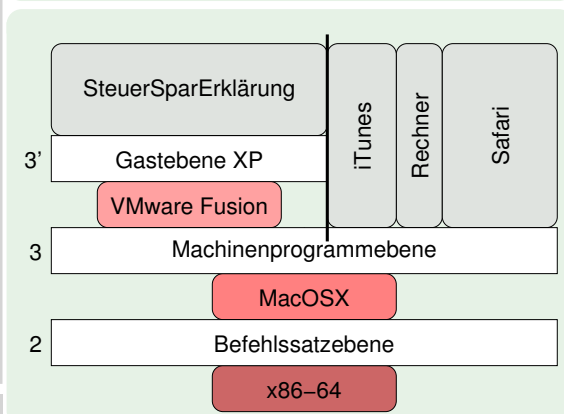 SteuerSparErklärung
iTunes
Rechner
Safari
3’ Gastebene XP
VMware Fusion
3 Machinenprogrammebene
MacOSX
2 Befehlssatzebene
x86−64